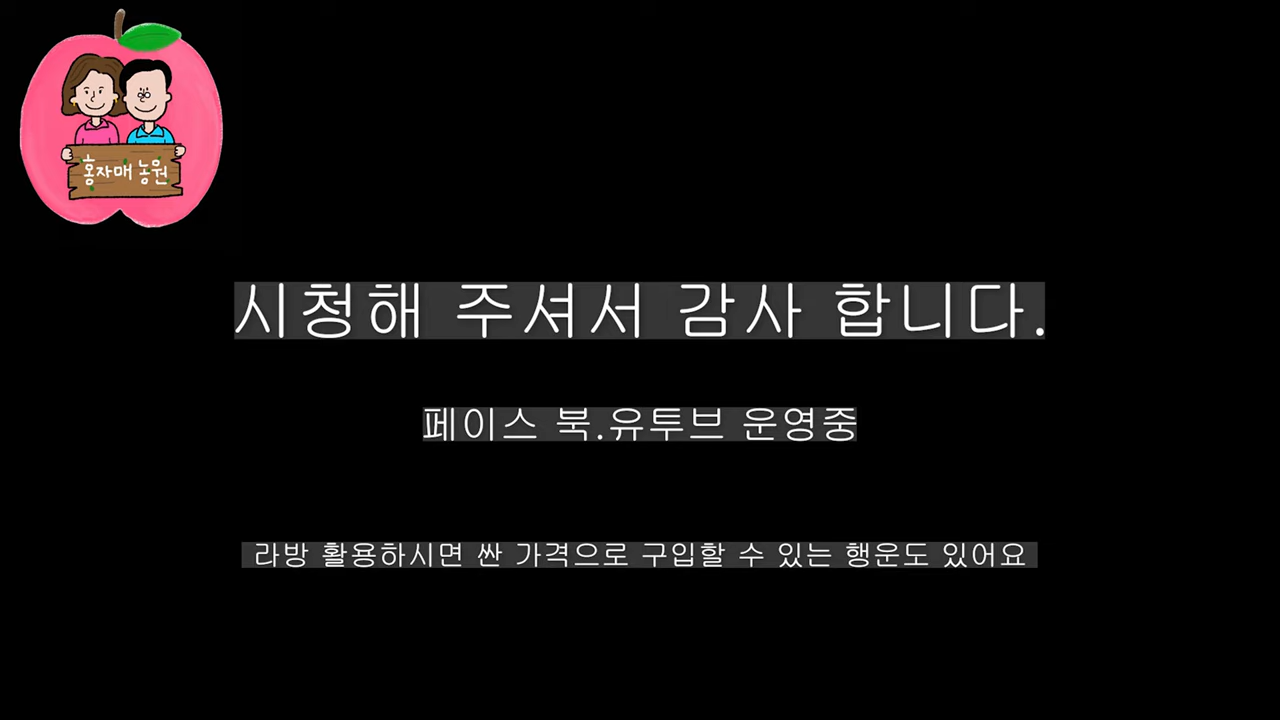 홍자매 농원
시청해 주셔서 감사 합니다.
페이스 북.유투브 운영중
라방 활용하시면 싼 가격으로 구입할 수 있는 행운도 있어요